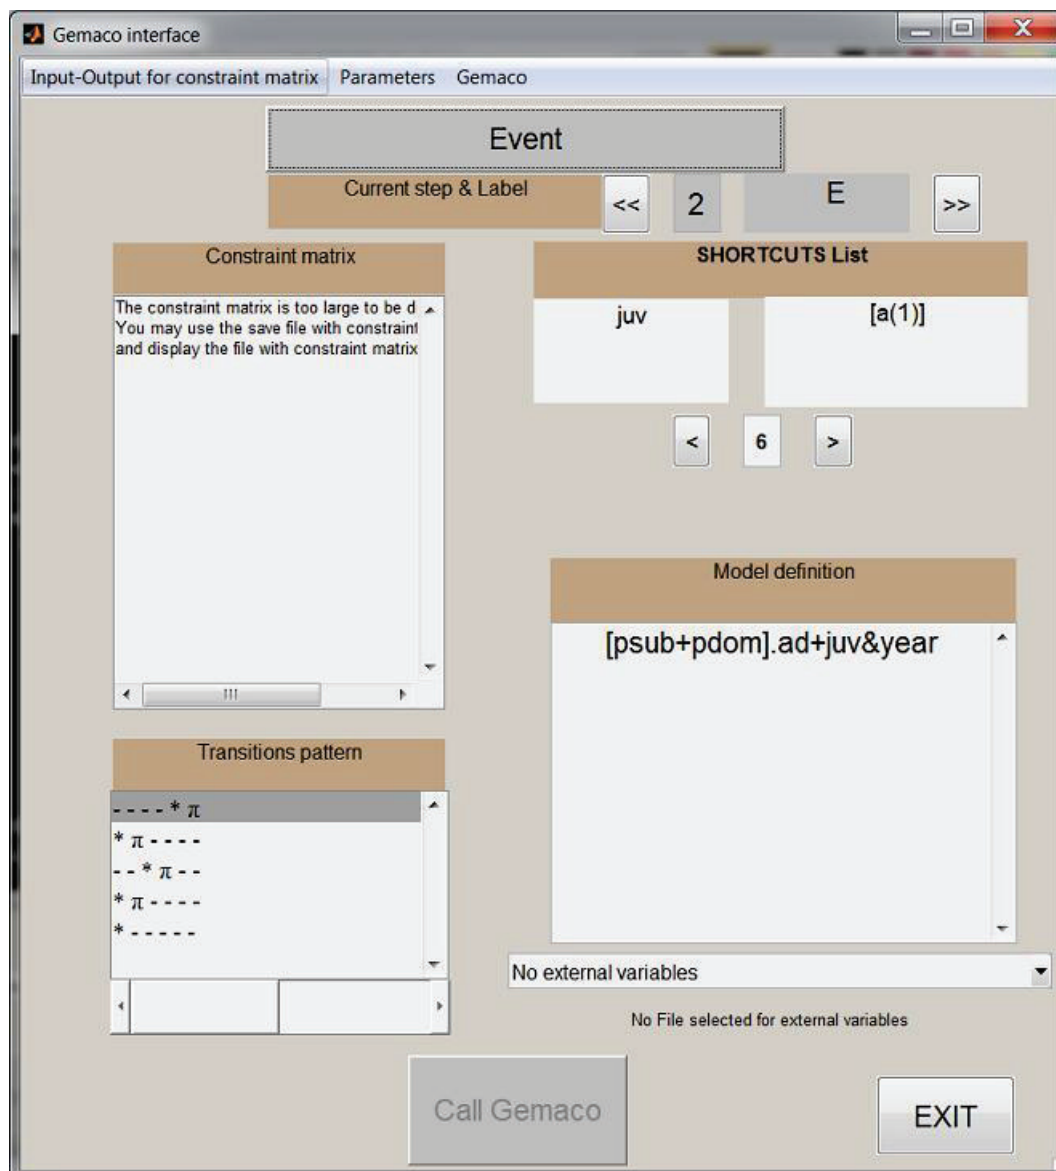 Gemaco interface
Input-Output for constraint matrix Parameters Gemaco
Event
Current step & Label << 2 E >>
Constraint matrix
SHORTCUTS List
The constraint matrix is too large to be d
You may use the save file with constraint
and display the file with constraint matrix
juv [a(1)]
< 6 >
Model definition
[psub+pdom].ad+juv&year
Transitions pattern
- - - - * π
* π - - - -
- - * π - -
* π - - - -
* - - - - -
No external variables
No File selected for external variables
Call Gemaco
EXIT